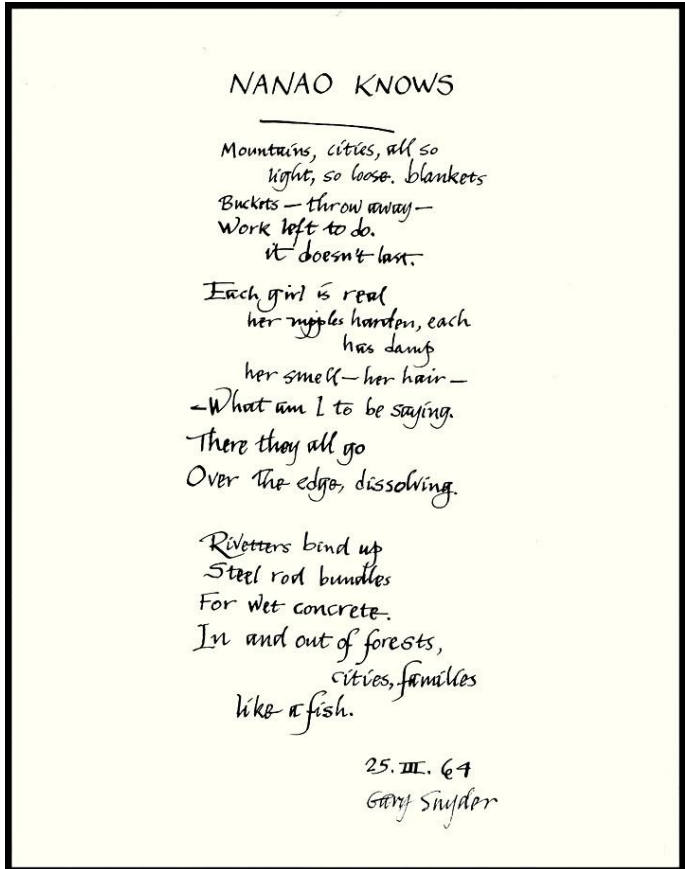 NANAO KNOWS
Mountains, cities, all so
light, so loose. blankets
Buckets – throw away –
Work left to do.
it doesn't last.
Each girl is real
her nipples harden, each
has damp
her smell – her hair –
– What am I to be saying.
There they all go
Over the edge, dissolving.
Rivetters bind up
Steel rod bundles
For wet concrete.
In and out of forests,
cities, families
like a fish.
25. III. 64
Gary Snyder